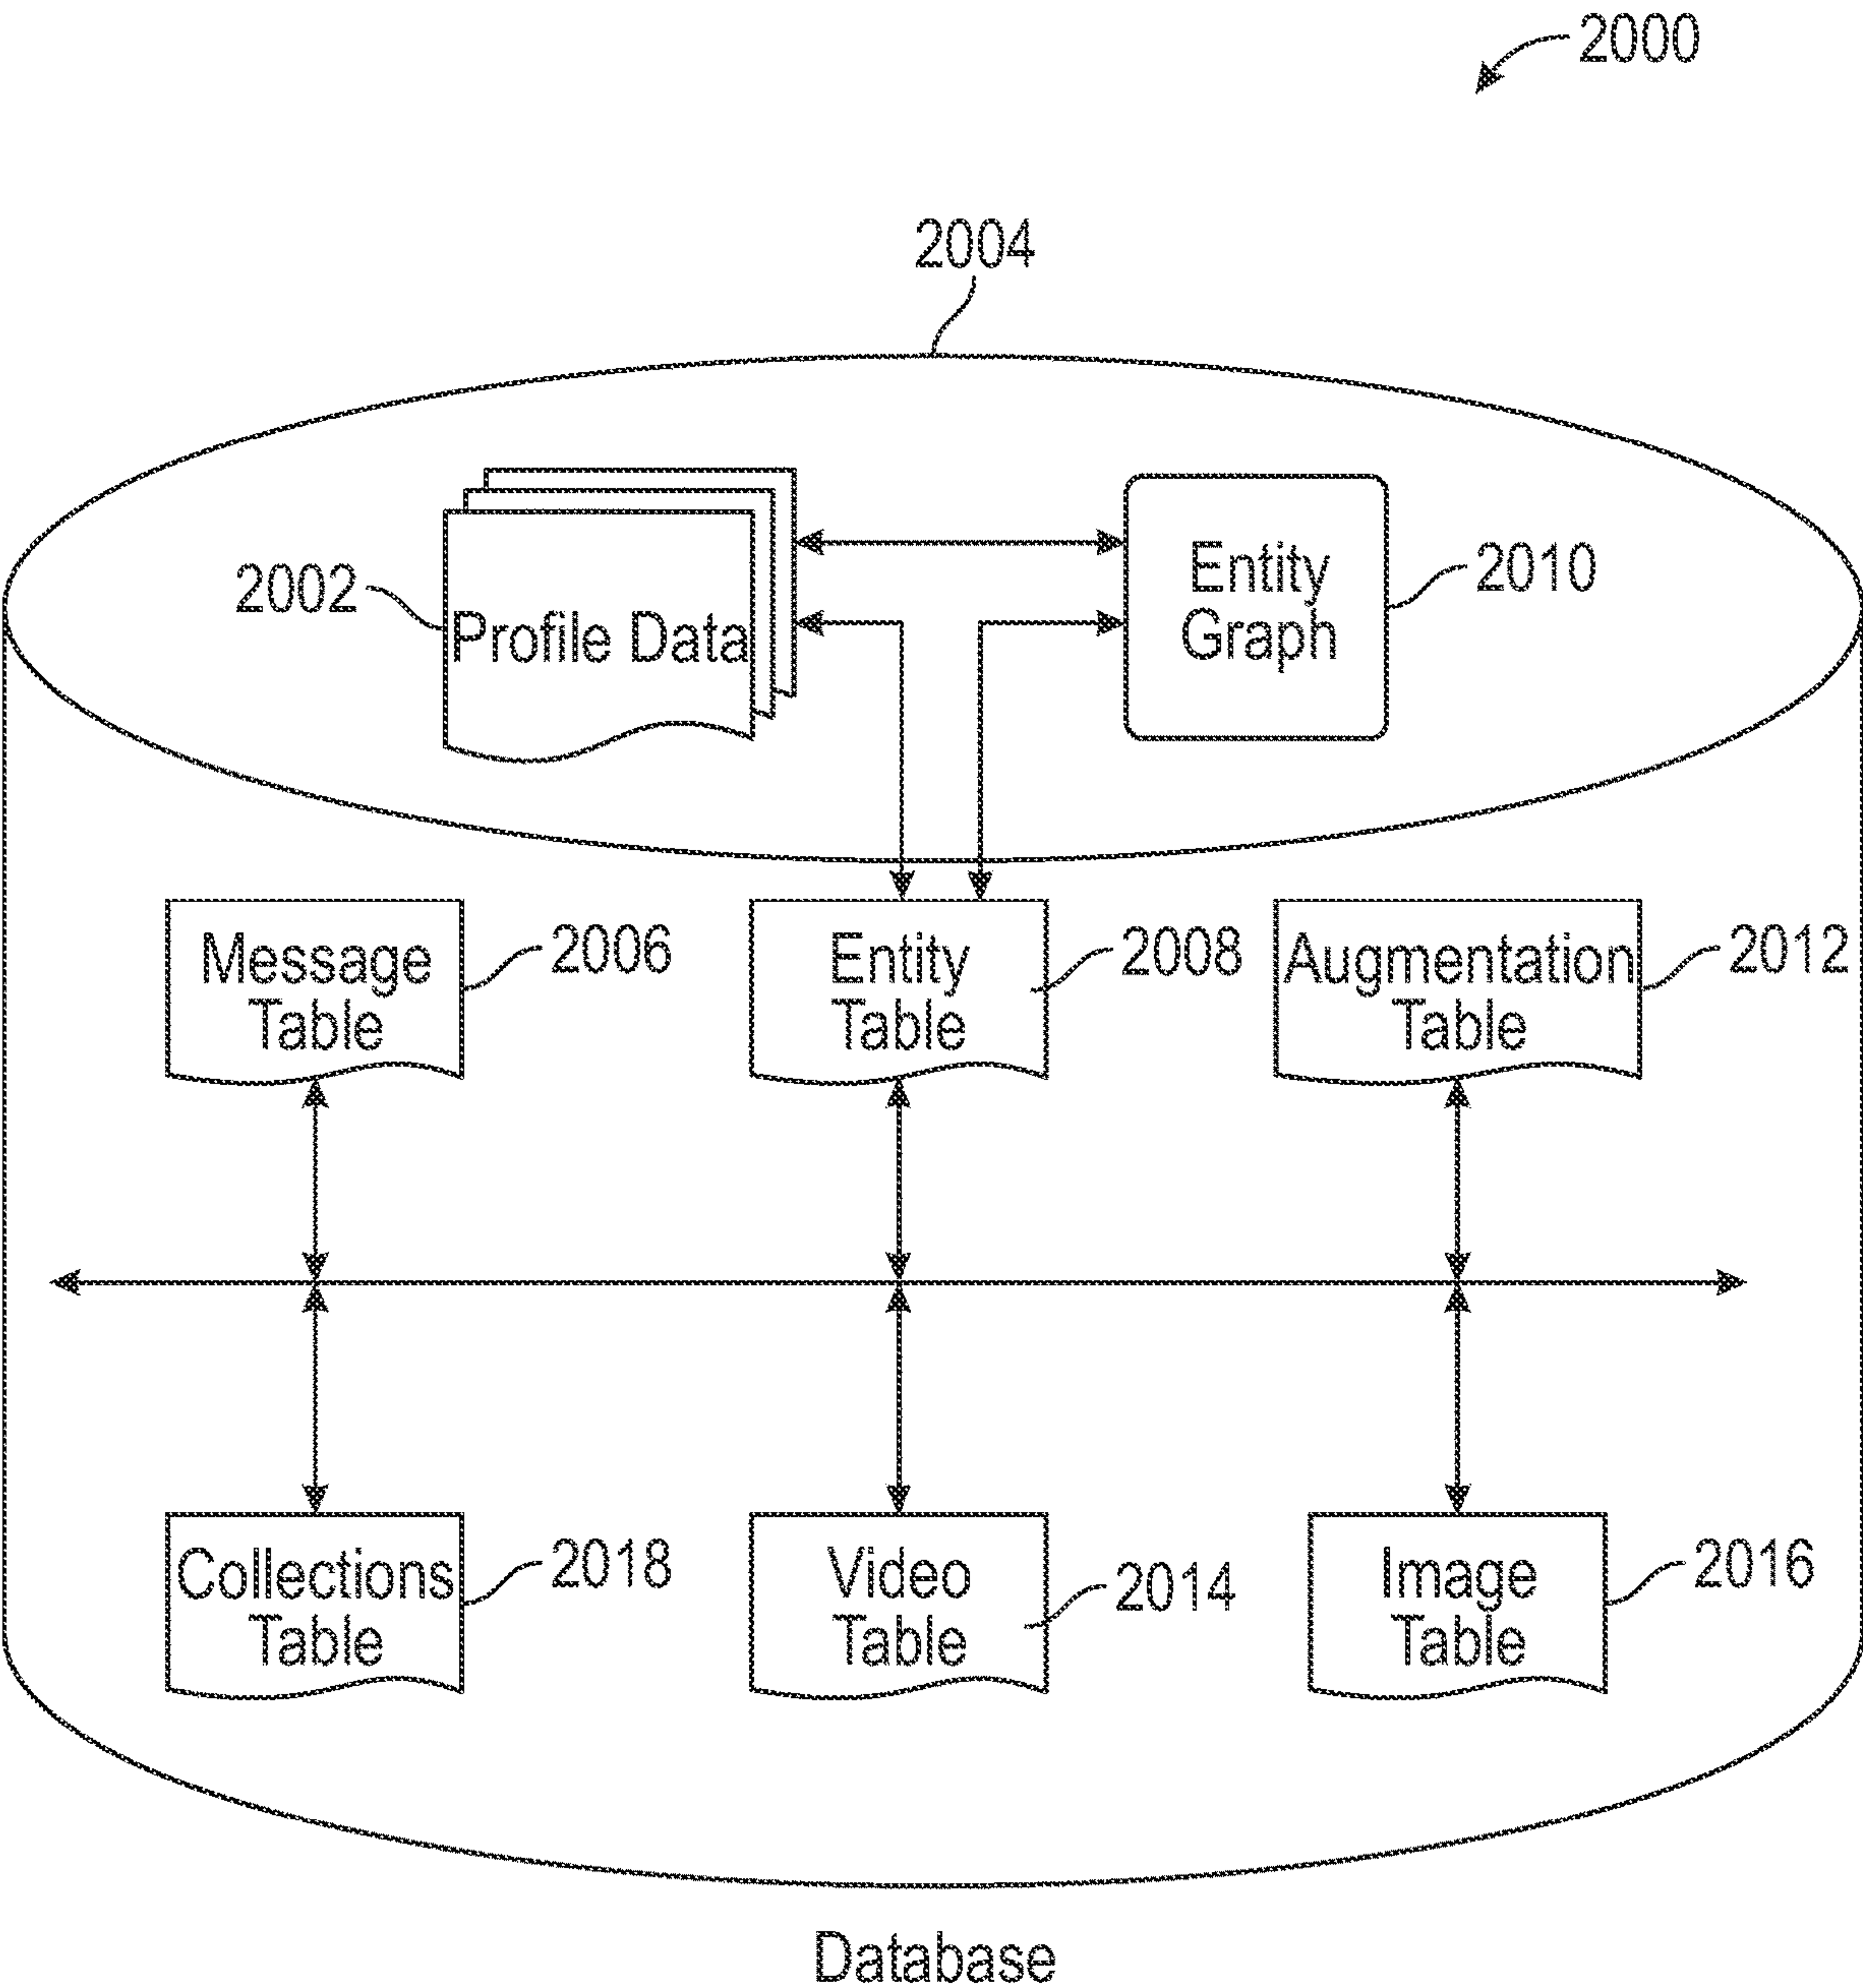 2000
2004
2002
Profile Data
Entity
Graph
2010
Message
Table
2006
Entity
Table
2008
Augmentation
Table
2012
Collections
Table
2018
Video
Table
2014
Image
Table
2016
Database